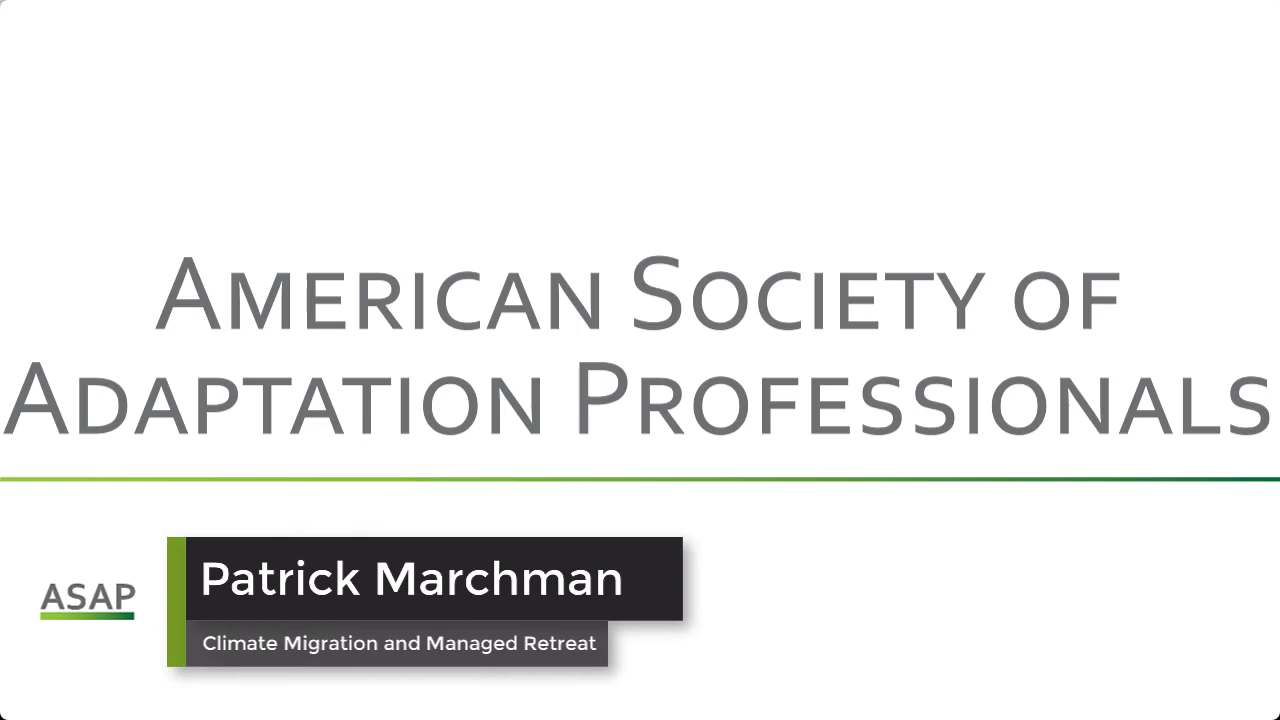 American Society of
Adaptation Professionals
ASAP
Patrick Marchman
Climate Migration and Managed Retreat